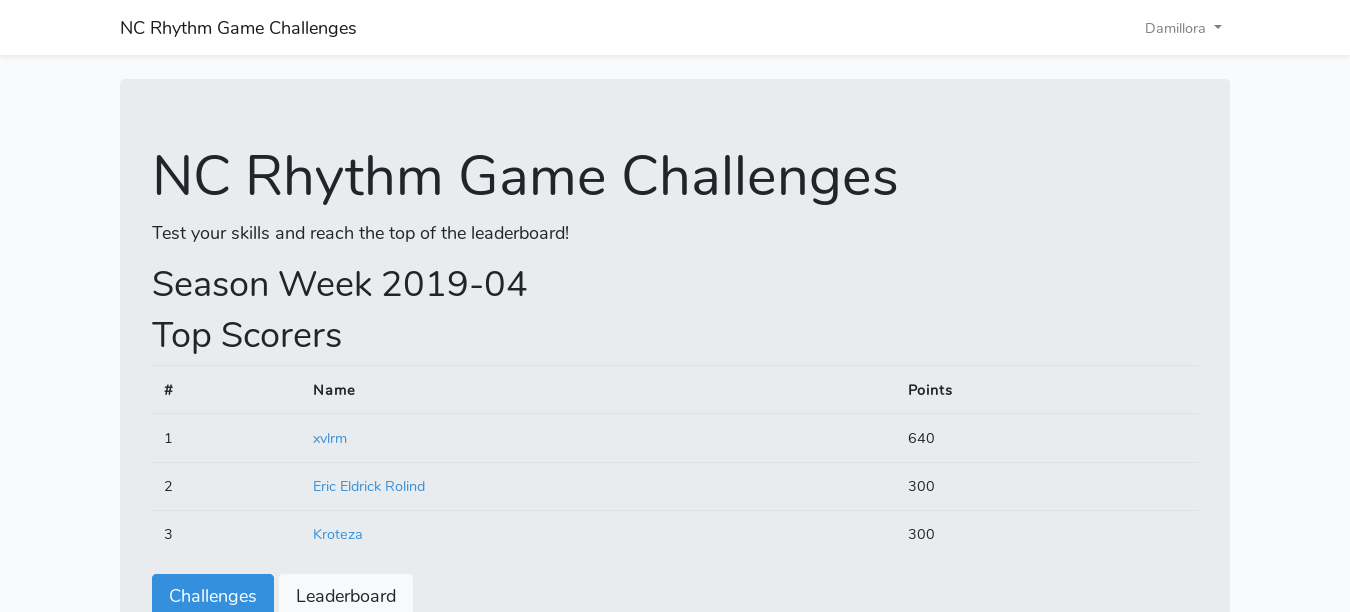 NC Rhythm Game Challenges Damillora
NC Rhythm Game Challenges
Test your skills and reach the top of the leaderboard!
Season Week 2019-04
Top Scorers
# Name Points
1 xvlrm 640
2 Eric Eldrick Rolind 300
3 Kroteza 300
Challenges Leaderboard